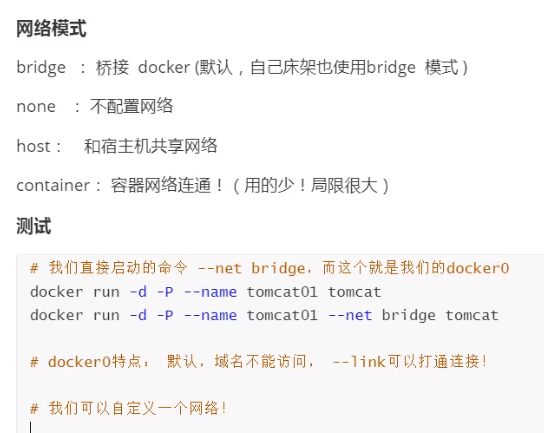 网络模式
bridge ： 桥接 docker (默认，自己床架也使用bridge 模式）
none ： 不配置网络
host： 和宿主机共享网络
container： 容器网络连通！（用的少！局限很大）
测试
# 我们直接启动的命令 --net bridge，而这个就是我们的docker0
docker run -d -P --name tomcat01 tomcat
docker run -d -P --name tomcat01 --net bridge tomcat
# docker0特点： 默认，域名不能访问， --link可以打通连接！
# 我们可以自定义一个网络！